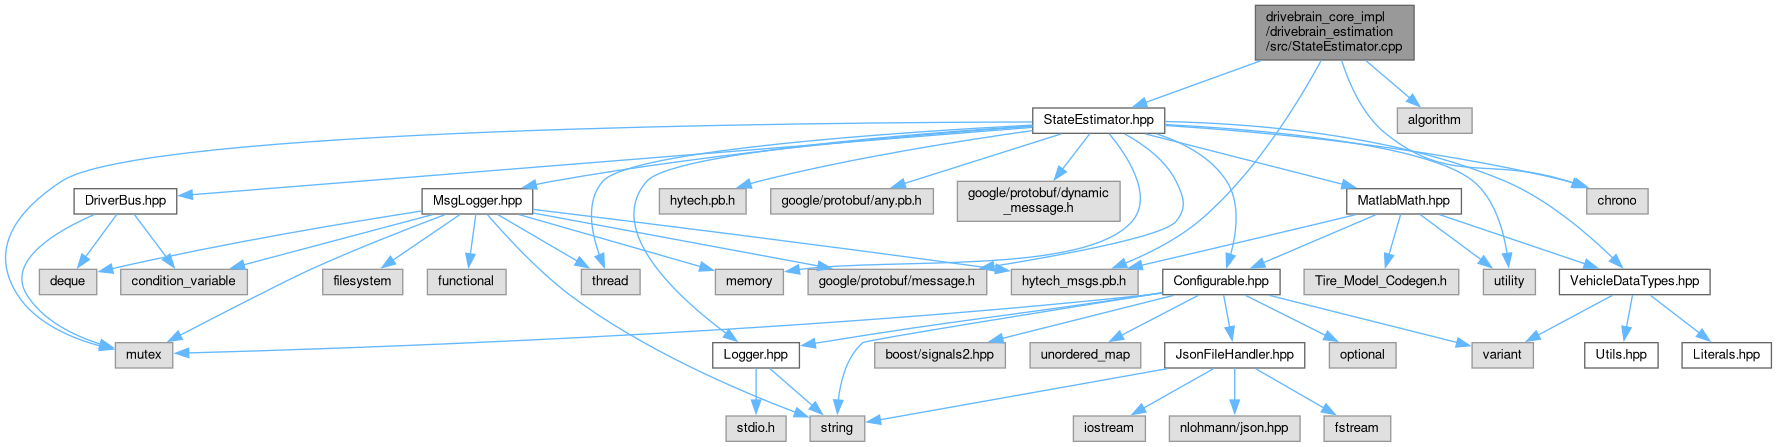 drivebrain_core_impl
/drivebrain_estimation
/src/StateEstimator.cpp
StateEstimator.hpp
algorithm
DriverBus.hpp
MsgLogger.hpp
hytech.pb.h
google/protobuf/any.pb.h
google/protobuf/dynamic
_message.h
MatlabMath.hpp
chrono
deque
condition_variable
filesystem
functional
thread
memory
google/protobuf/message.h
hytech_msgs.pb.h
Configurable.hpp
Tire_Model_Codegen.h
utility
VehicleDataTypes.hpp
mutex
Logger.hpp
boost/signals2.hpp
unordered_map
JsonFileHandler.hpp
optional
variant
Utils.hpp
Literals.hpp
stdio.h
string
iostream
nlohmann/json.hpp
fstream